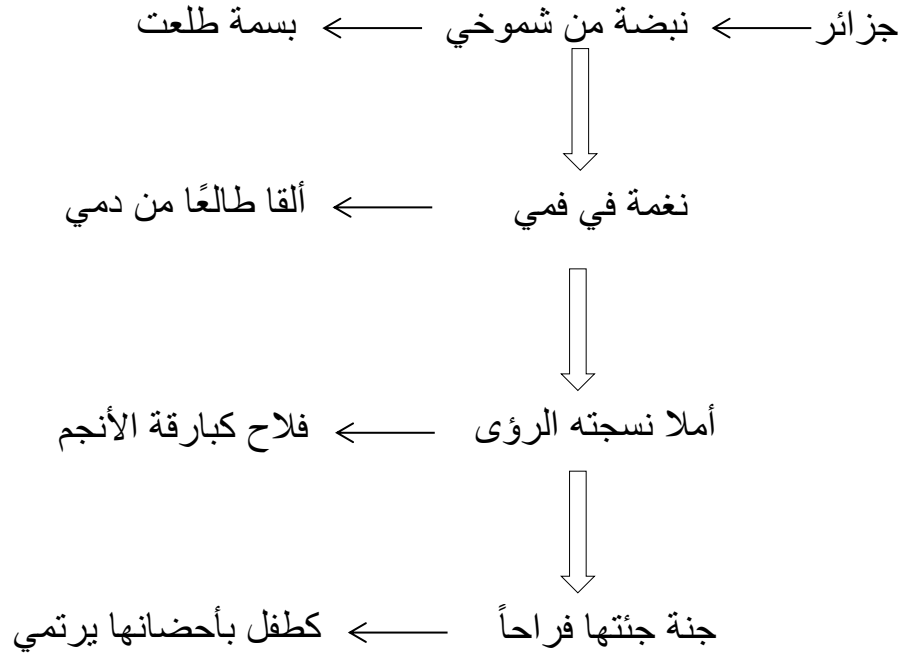 جزائر نبضة من شموخي بسمة طلعت
نغمة في فمي ألقا طالعًا من دمي
أملا نسجته الرؤى فلاح كبارقة الأنجم
جنة جئتها فراحاً كطفل بأحضانها يرتمي